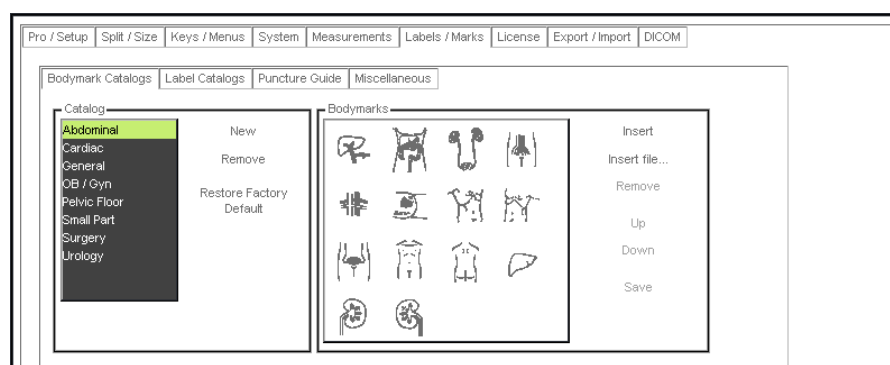 Pro / Setup Split / Size Keys / Menus System Measurements Labels / Marks License Export / Import DICOM
Bodymark Catalogs Label Catalogs Puncture Guide Miscellaneous
Catalog
Abdominal
Cardiac
General
OB / Gyn
Pelvic Floor
Small Part
Surgery
Urology
New
Remove
Restore Factory
Default
Bodymarks
Insert
Insert file...
Remove
Up
Down
Save